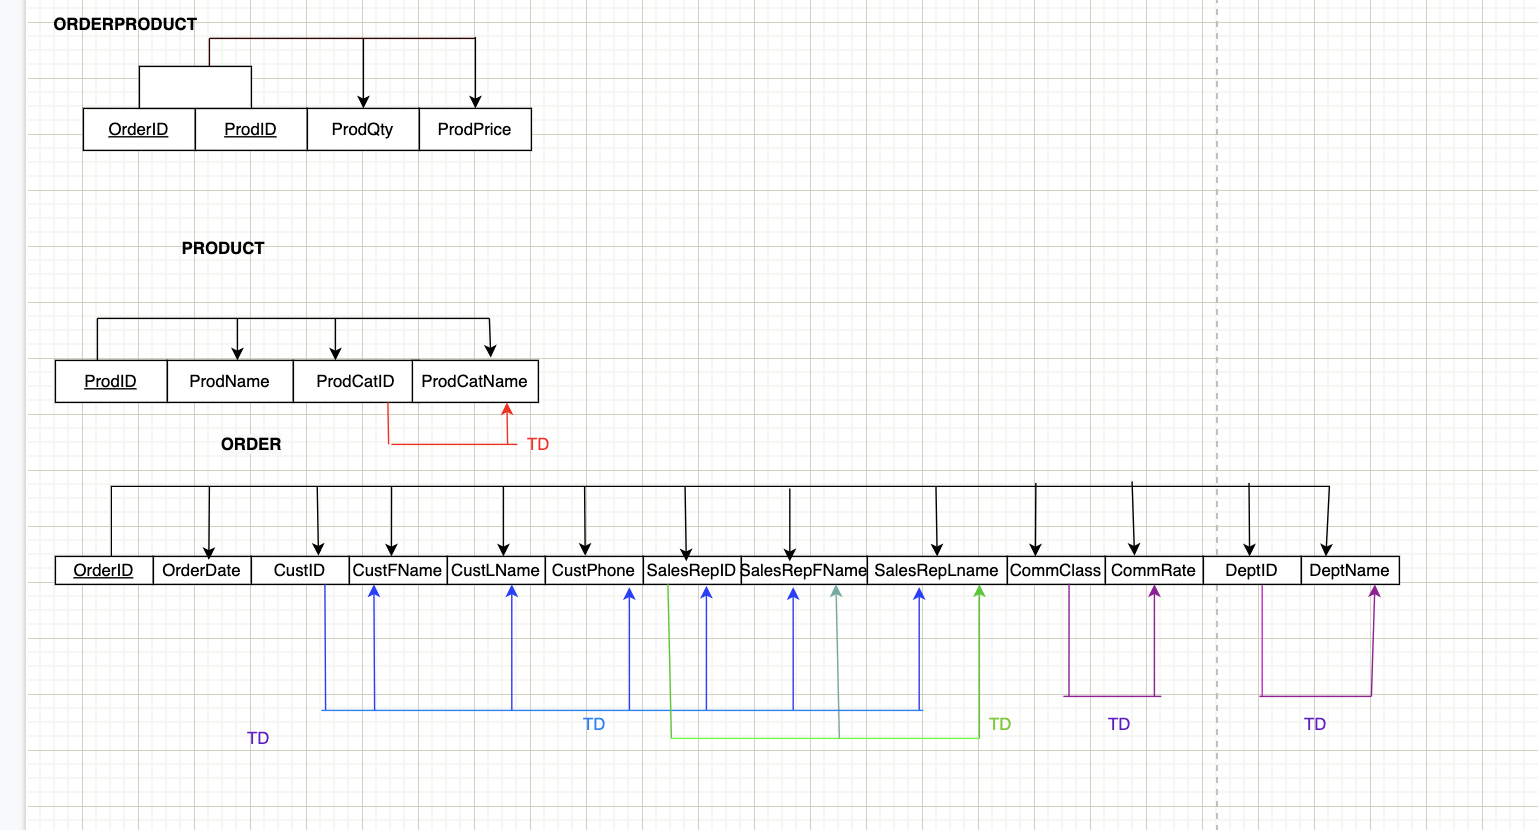 ORDERPRODUCT
OrderID ProdID ProdQty ProdPrice
PRODUCT
ProdID ProdName ProdCatID ProdCatName
TD
ORDER
OrderID OrderDate CustID CustFName CustLName CustPhone SalesRepID SalesRepFName SalesRepLname CommClass CommRate DeptID DeptName
TD TD TD TD TD